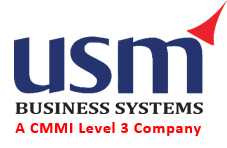 usm
BUSINESS SYSTEMS
A CMMI Level 3 Company